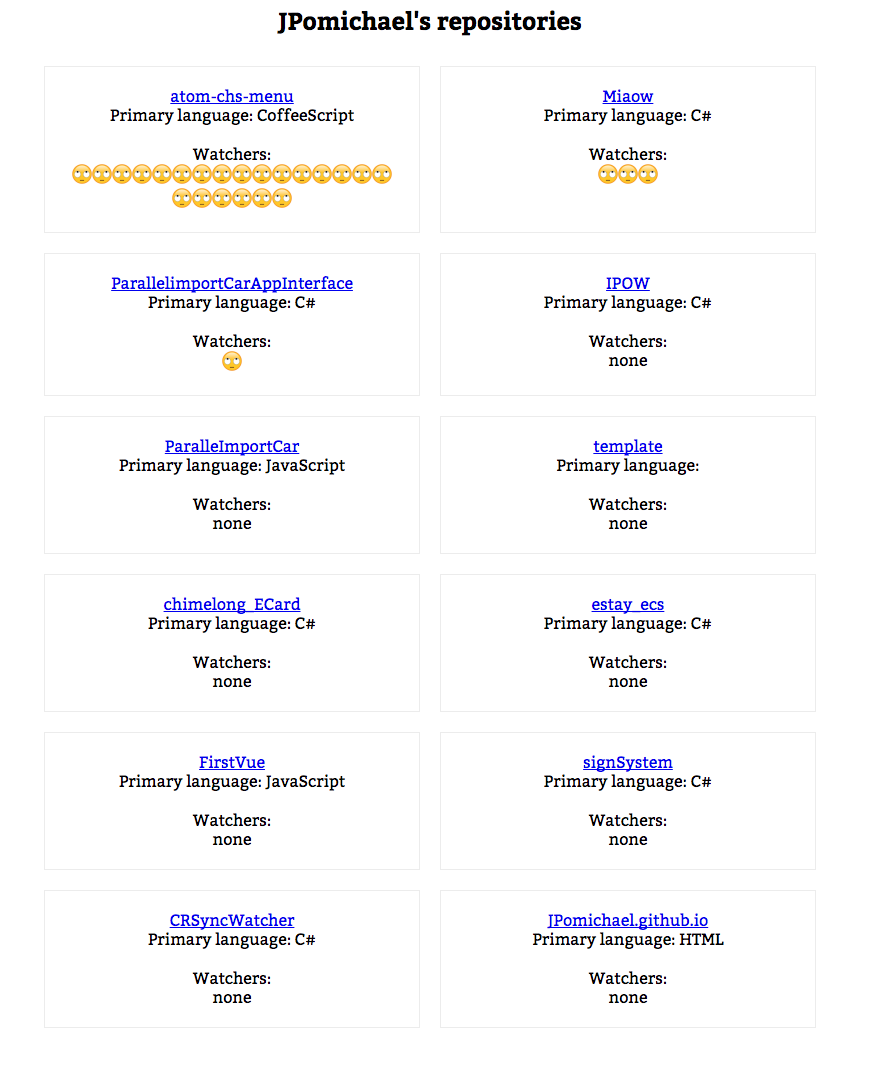 JPomichael's repositories
atom-chs-menu
Primary language: CoffeeScript
Watchers:
🙄🙄🙄🙄🙄🙄🙄🙄🙄🙄🙄🙄🙄🙄🙄🙄
🙄🙄🙄🙄🙄🙄
Miaow
Primary language: C#
Watchers:
🙄🙄🙄
ParallelimportCarAppInterface
Primary language: C#
Watchers:
🙄
IPOW
Primary language: C#
Watchers:
none
ParalleImportCar
Primary language: JavaScript
Watchers:
none
template
Primary language:
Watchers:
none
chimelong_ECard
Primary language: C#
Watchers:
none
estay_ecs
Primary language: C#
Watchers:
none
FirstVue
Primary language: JavaScript
Watchers:
none
signSystem
Primary language: C#
Watchers:
none
CRSyncWatcher
Primary language: C#
Watchers:
none
JPomichael.github.io
Primary language: HTML
Watchers:
none